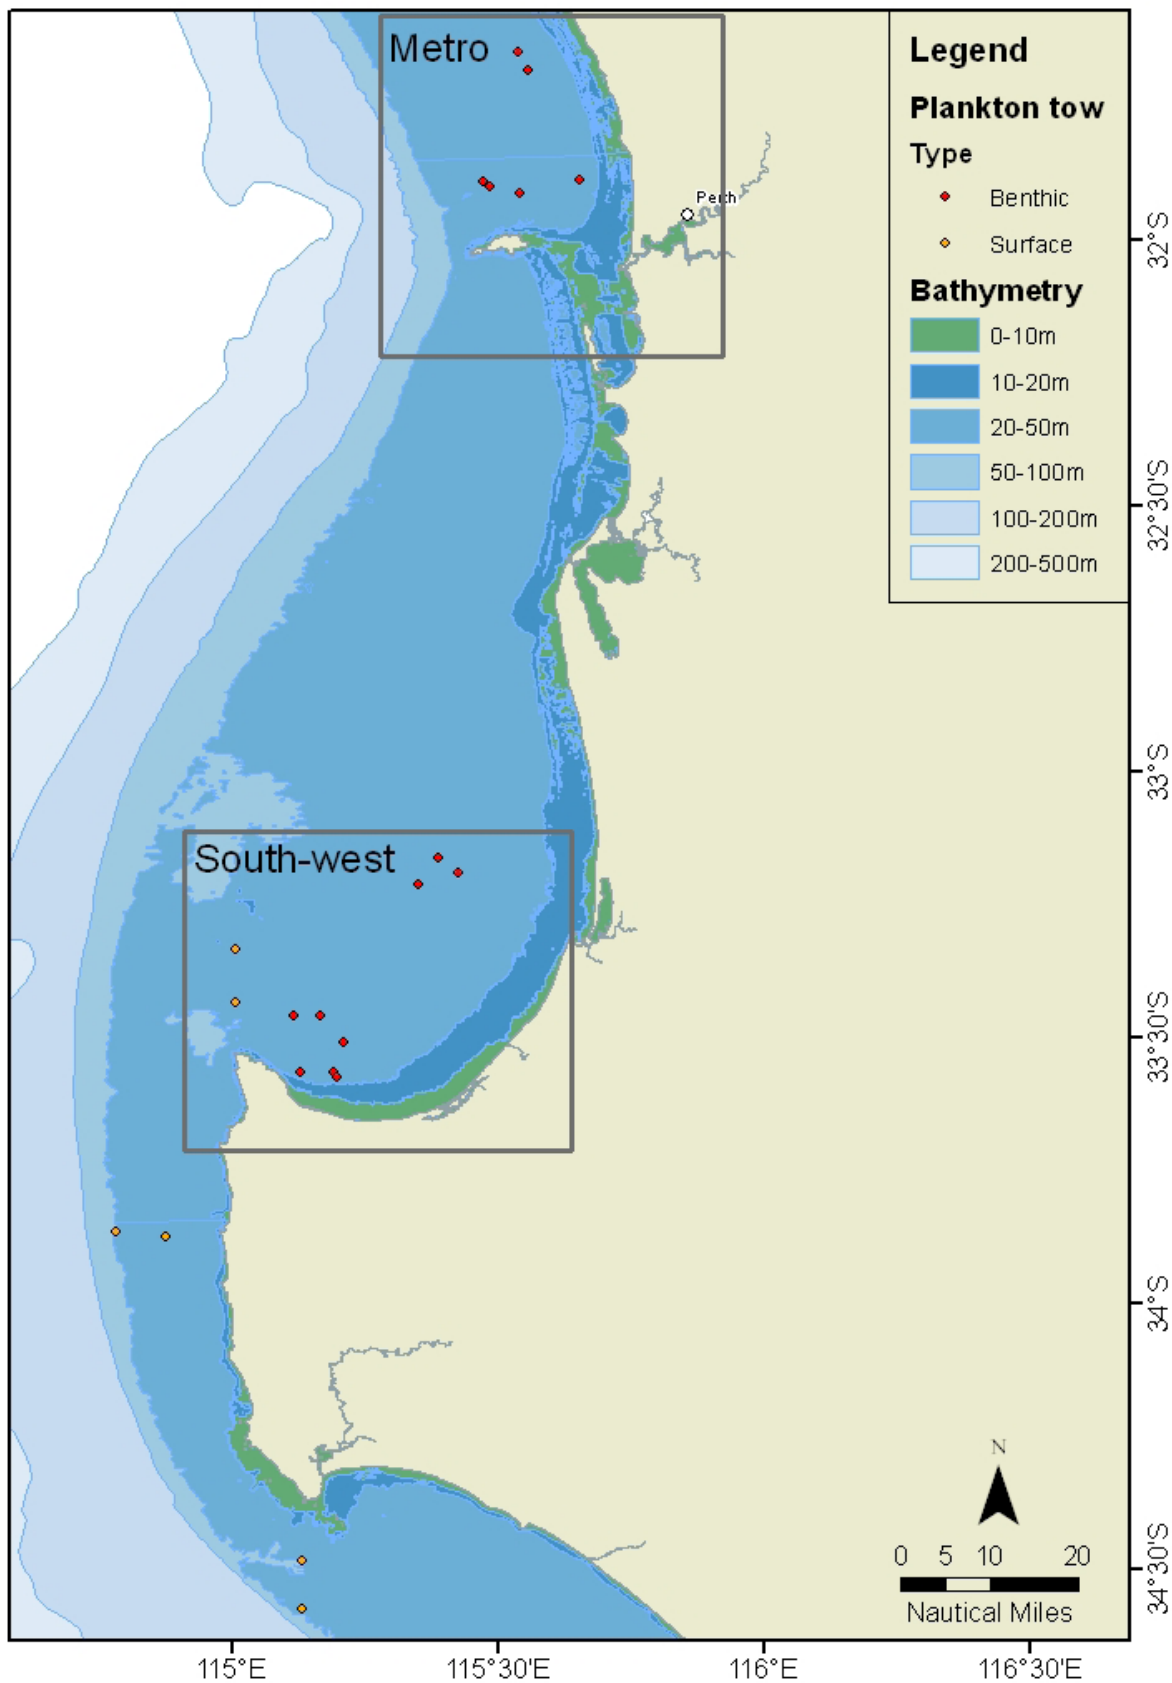 Metro
Perth
South-west
Legend
Plankton tow
Type
Benthic
Surface
Bathymetry
0-10m
10-20m
20-50m
50-100m
100-200m
200-500m
32°S
32°30'S
33°S
33°30'S
34°S
34°30'S
N
0 5 10 20
Nautical Miles
115°E 115°30'E 116°E 116°30'E